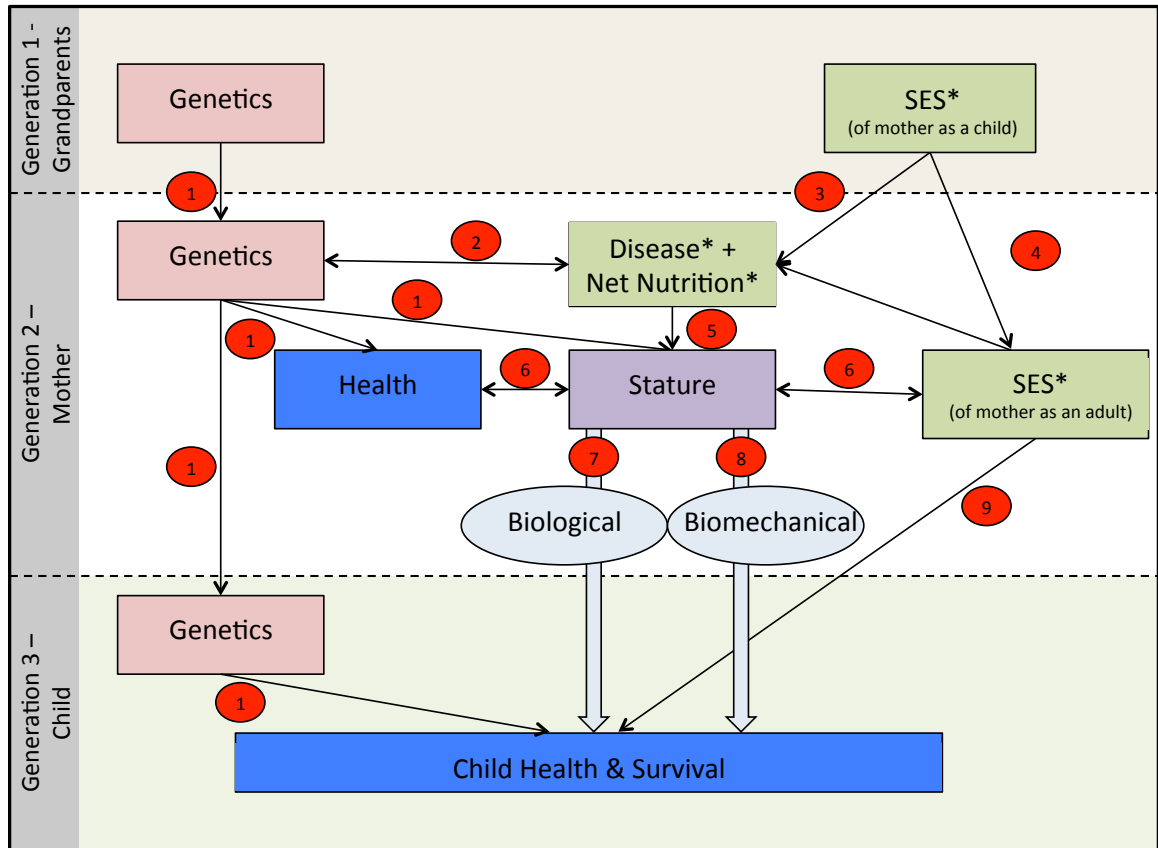 Generation 1 -
Grandparents
Genetics
SES*
(of mother as a child)
1
3
Generation 2 –
Mother
Genetics
2
Disease* +
Net Nutrition*
4
1
1
5
Health
6
Stature
6
SES*
(of mother as an adult)
1
7
8
9
Biological
Biomechanical
Generation 3 –
Child
Genetics
1
Child Health & Survival